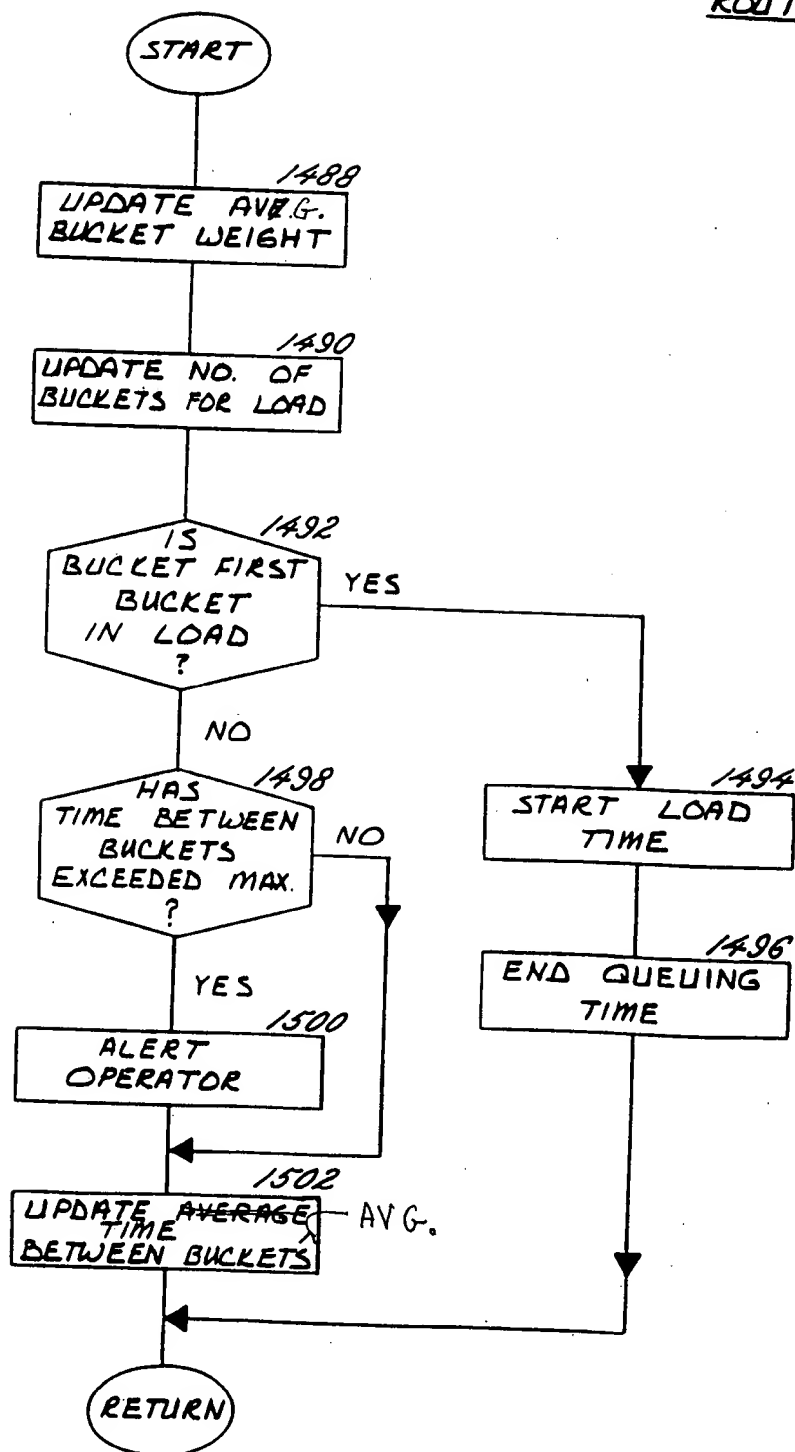 START
1488
UPDATE AVE.G.
BUCKET WEIGHT
1490
UPDATE NO. OF
BUCKETS FOR LOAD
1492
IS
BUCKET FIRST
BUCKET
IN LOAD
?
YES
NO
1498
HAS
TIME BETWEEN
BUCKETS
EXCEEDED MAX.
?
NO
YES
1494
START LOAD
TIME
1496
END QUEUING
TIME
1500
ALERT
OPERATOR
1502
UPDATE AVERAGE AVG.
TIME
BETWEEN BUCKETS
RETURN